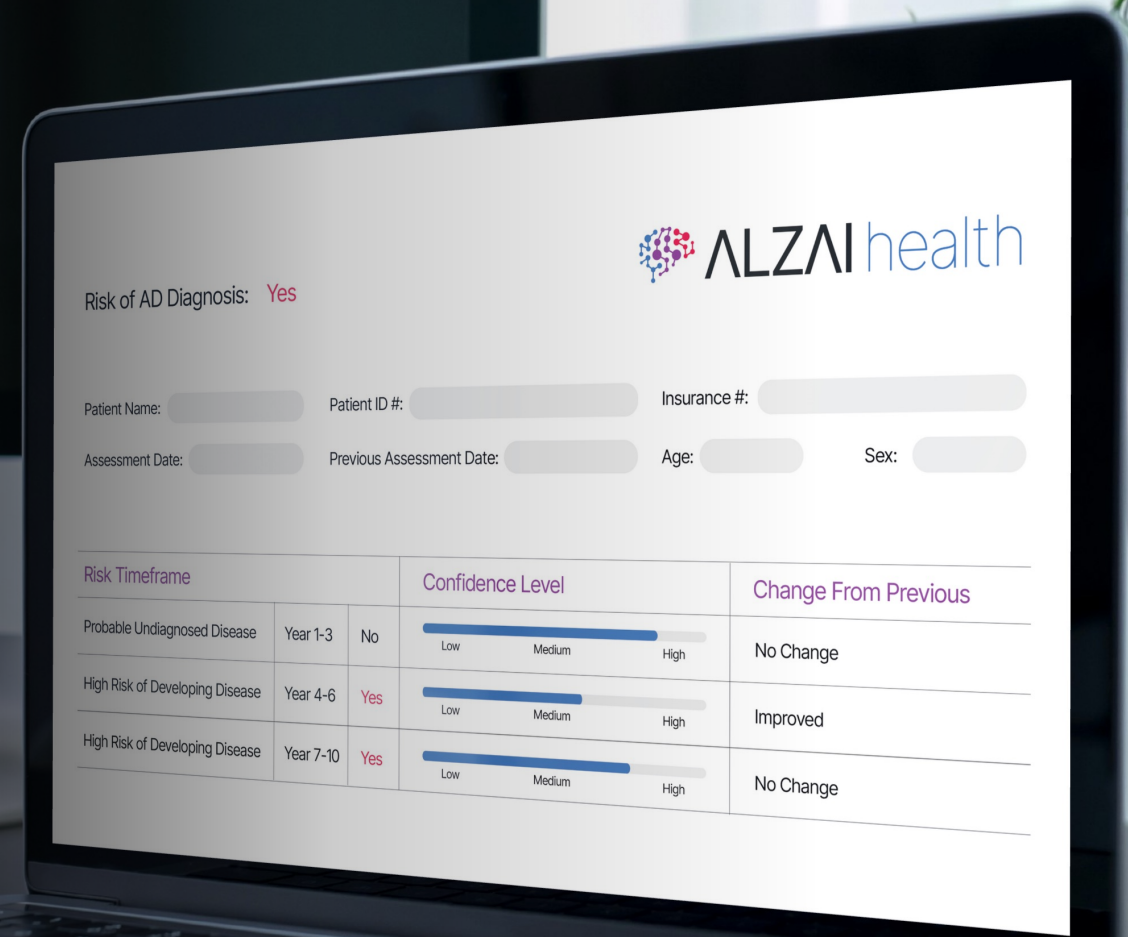 ALZAI health
Risk of AD Diagnosis: Yes
Patient Name: Patient ID #: Insurance #:
Assessment Date: Previous Assessment Date: Age: Sex:
Risk Timeframe Confidence Level Change From Previous
Probable Undiagnosed Disease Year 1-3 No Low Medium High No Change
High Risk of Developing Disease Year 4-6 Yes Low Medium High Improved
High Risk of Developing Disease Year 7-10 Yes Low Medium High No Change